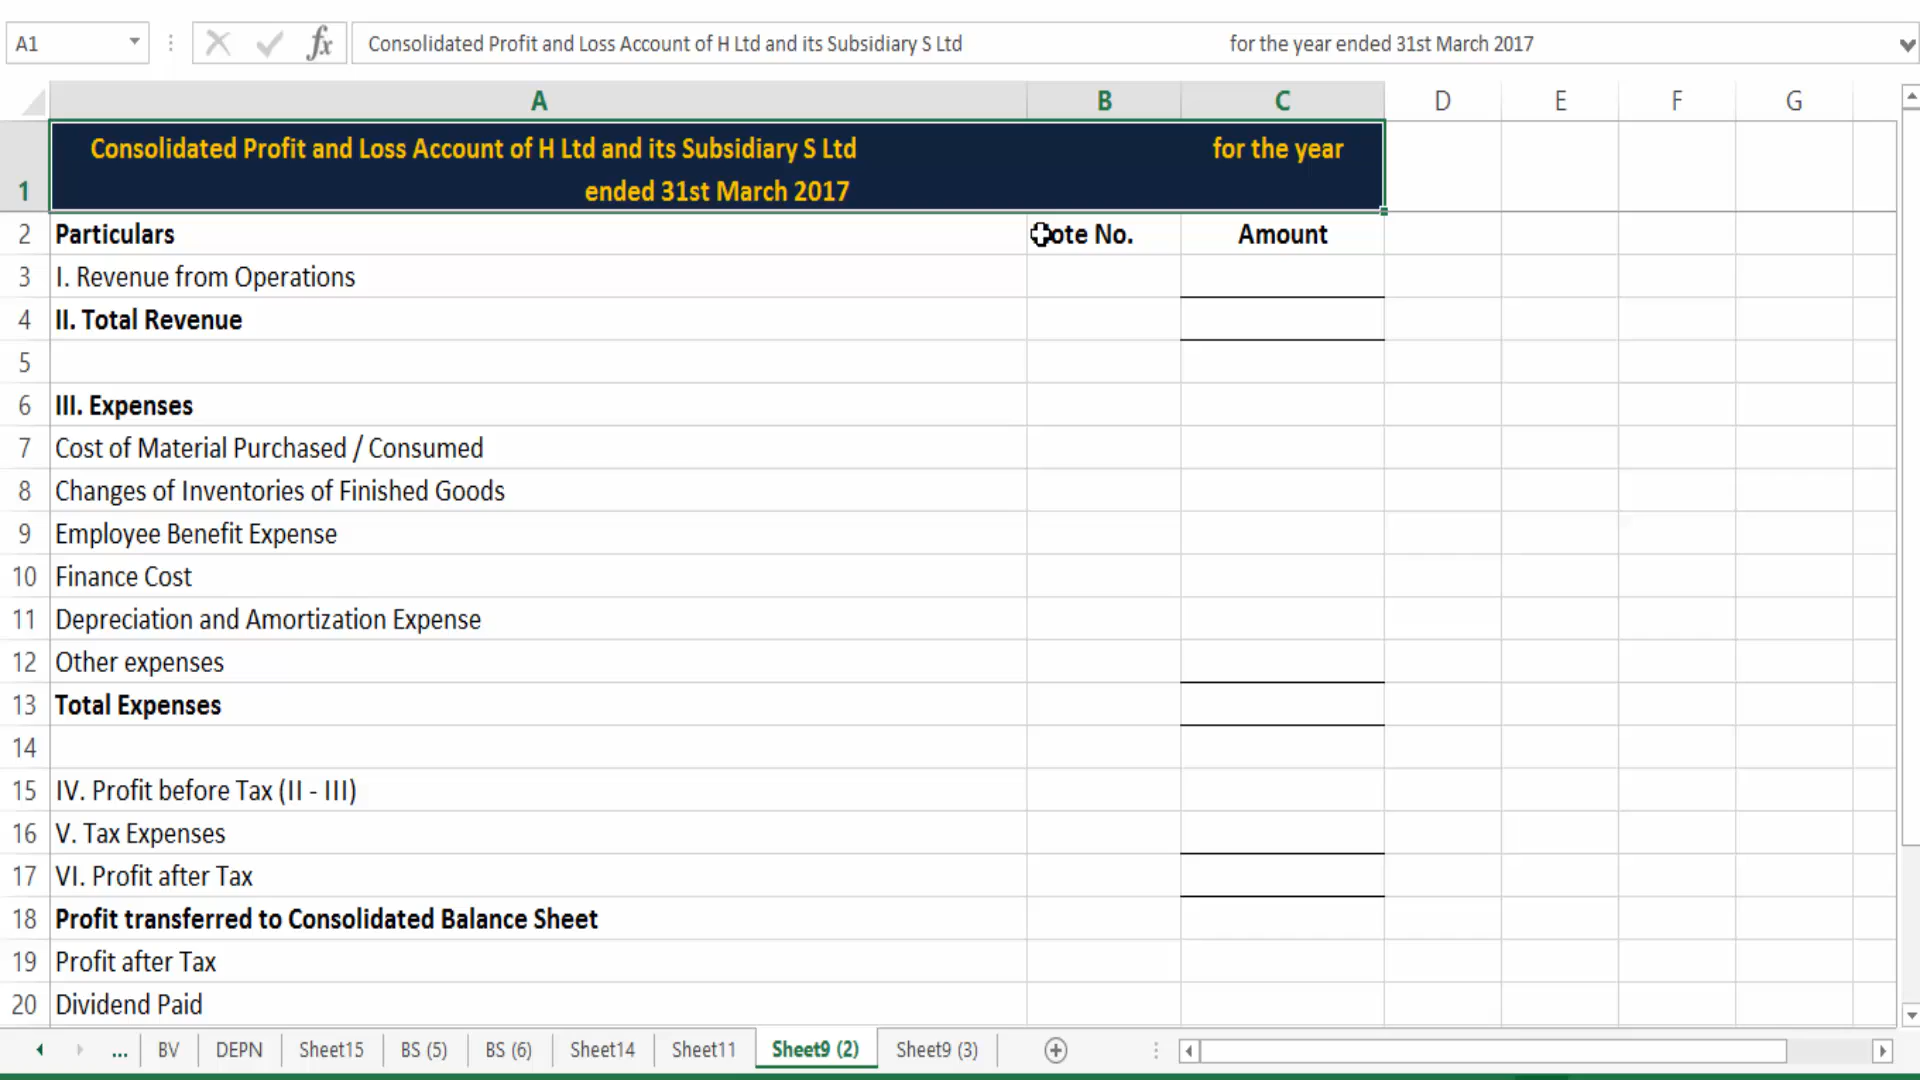 A1 fx Consolidated Profit and Loss Account of H Ltd and its Subsidiary S Ltd for the year ended 31st March 2017
A B C D E F G
1 Consolidated Profit and Loss Account of H Ltd and its Subsidiary S Ltd for the year
ended 31st March 2017
2 Particulars ote No. Amount
3 I. Revenue from Operations
4 II. Total Revenue
5
6 III. Expenses
7 Cost of Material Purchased / Consumed
8 Changes of Inventories of Finished Goods
9 Employee Benefit Expense
10 Finance Cost
11 Depreciation and Amortization Expense
12 Other expenses
13 Total Expenses
14
15 IV. Profit before Tax (II - III)
16 V. Tax Expenses
17 VI. Profit after Tax
18 Profit transferred to Consolidated Balance Sheet
19 Profit after Tax
20 Dividend Paid
... BV DEPN Sheet15 BS (5) BS (6) Sheet14 Sheet11 Sheet9 (2) Sheet9 (3)